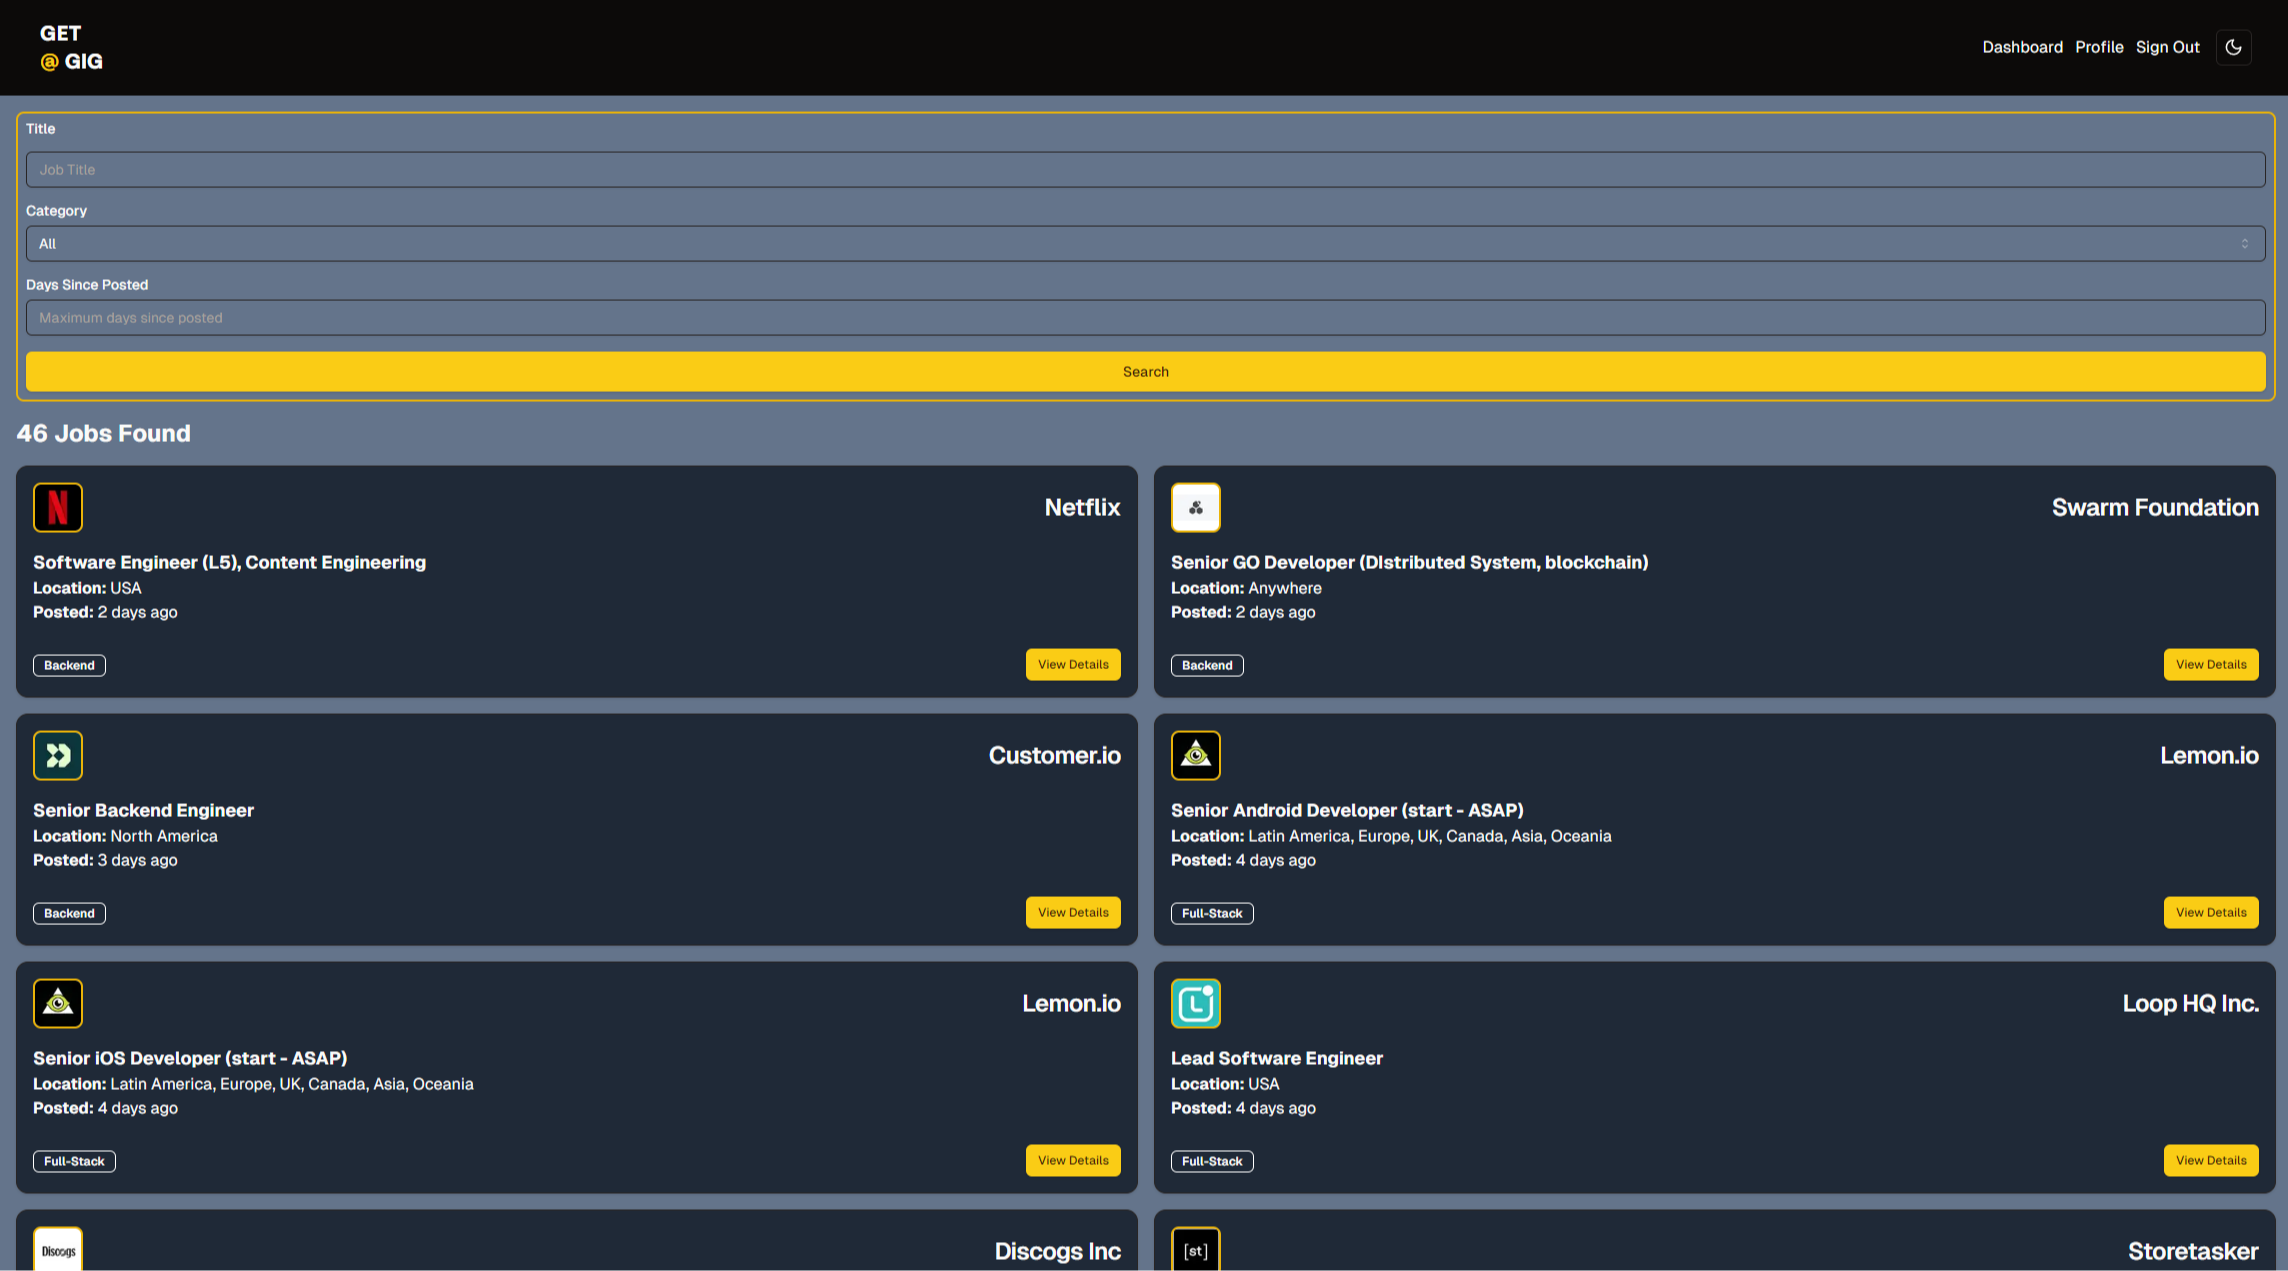 GET
@ GIG
Dashboard Profile Sign Out
Title
Job Title
Category
All
Days Since Posted
Maximum days since posted
Search
46 Jobs Found
Netflix
Software Engineer (L5), Content Engineering
Location: USA
Posted: 2 days ago
Backend
View Details
Swarm Foundation
Senior GO Developer (DIstributed System, blockchain)
Location: Anywhere
Posted: 2 days ago
Backend
View Details
Customer.io
Senior Backend Engineer
Location: North America
Posted: 3 days ago
Backend
View Details
Lemon.io
Senior Android Developer (start - ASAP)
Location: Latin America, Europe, UK, Canada, Asia, Oceania
Posted: 4 days ago
Full-Stack
View Details
Lemon.io
Senior iOS Developer (start - ASAP)
Location: Latin America, Europe, UK, Canada, Asia, Oceania
Posted: 4 days ago
Full-Stack
View Details
L
Loop HQ Inc.
Lead Software Engineer
Location: USA
Posted: 4 days ago
Full-Stack
View Details
Discogs
Discogs Inc
[st]
Storetasker